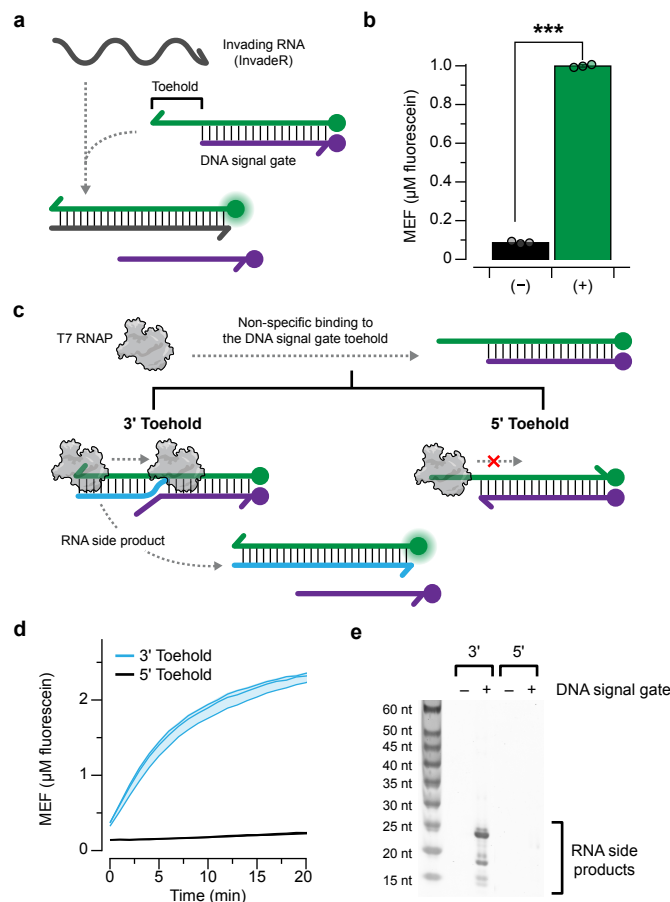 a
Invading RNA
(InvadeR)
Toehold
DNA signal gate
b
***
MEF (µM fluorescein)
1.0
0.8
0.6
0.4
0.2
0
(−)
(+)
c
T7 RNAP
Non-specific binding to
the DNA signal gate toehold
3' Toehold
5' Toehold
RNA side product
d
3' Toehold
5' Toehold
MEF (µM fluorescein)
2
1
0
0
5
10
15
20
Time (min)
e
3'
5'
− + − +
DNA signal gate
60 nt
50 nt
45 nt
40 nt
35 nt
30 nt
25 nt
20 nt
15 nt
RNA side
products